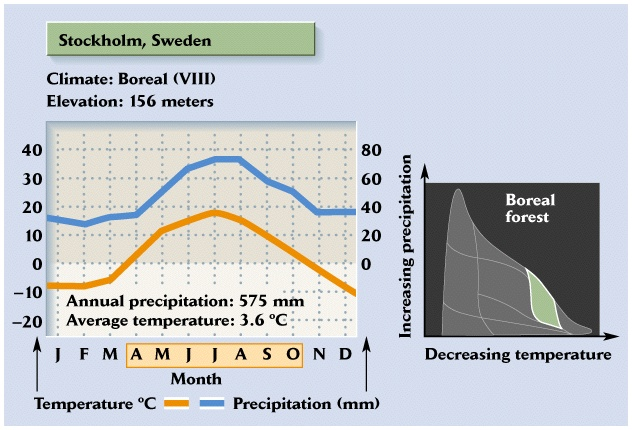 Stockholm, Sweden
Climate: Boreal (VIII)
Elevation: 156 meters
40
30
20
10
0
−10
−20
80
60
40
20
0
Annual precipitation: 575 mm
Average temperature: 3.6 °C
J F M A M J J A S O N D
Month
Temperature °C
Precipitation (mm)
Increasing precipitation
Boreal
forest
Decreasing temperature